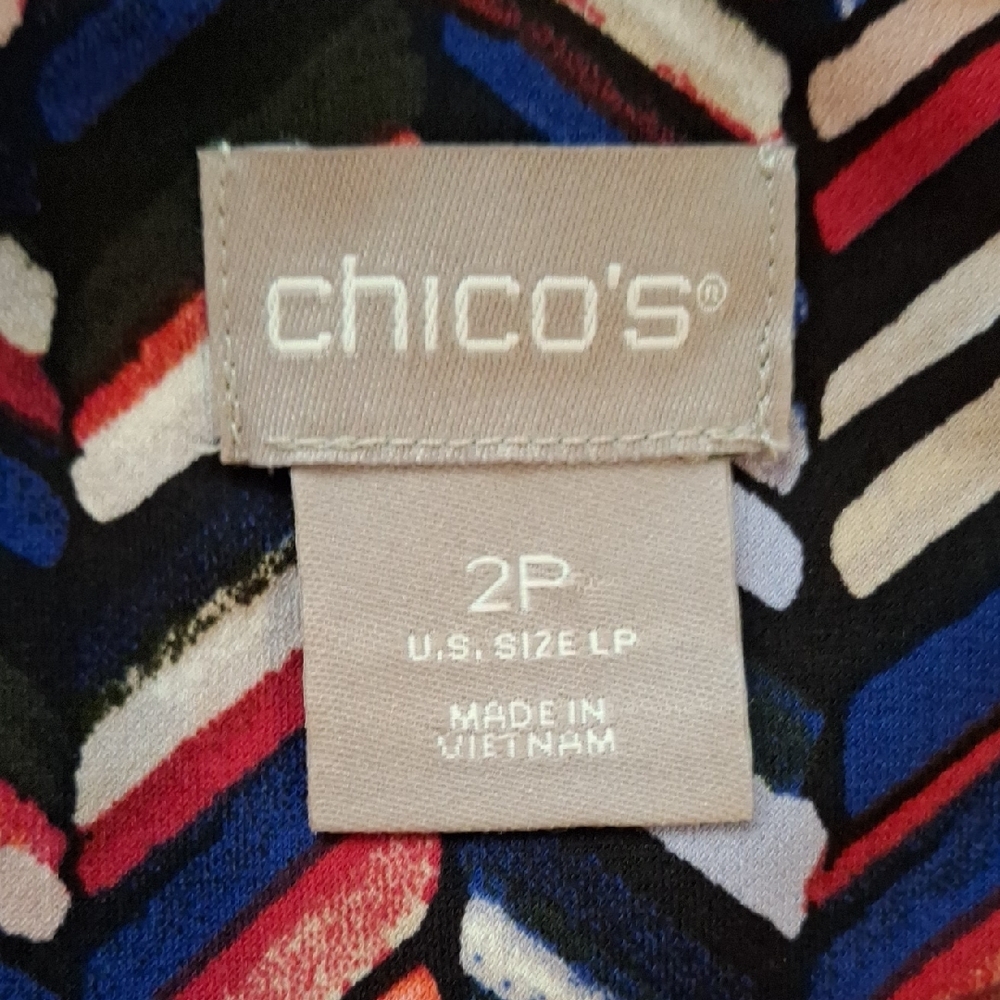 chico's®
2P
U.S. SIZE LP
MADE IN
VIETNAM